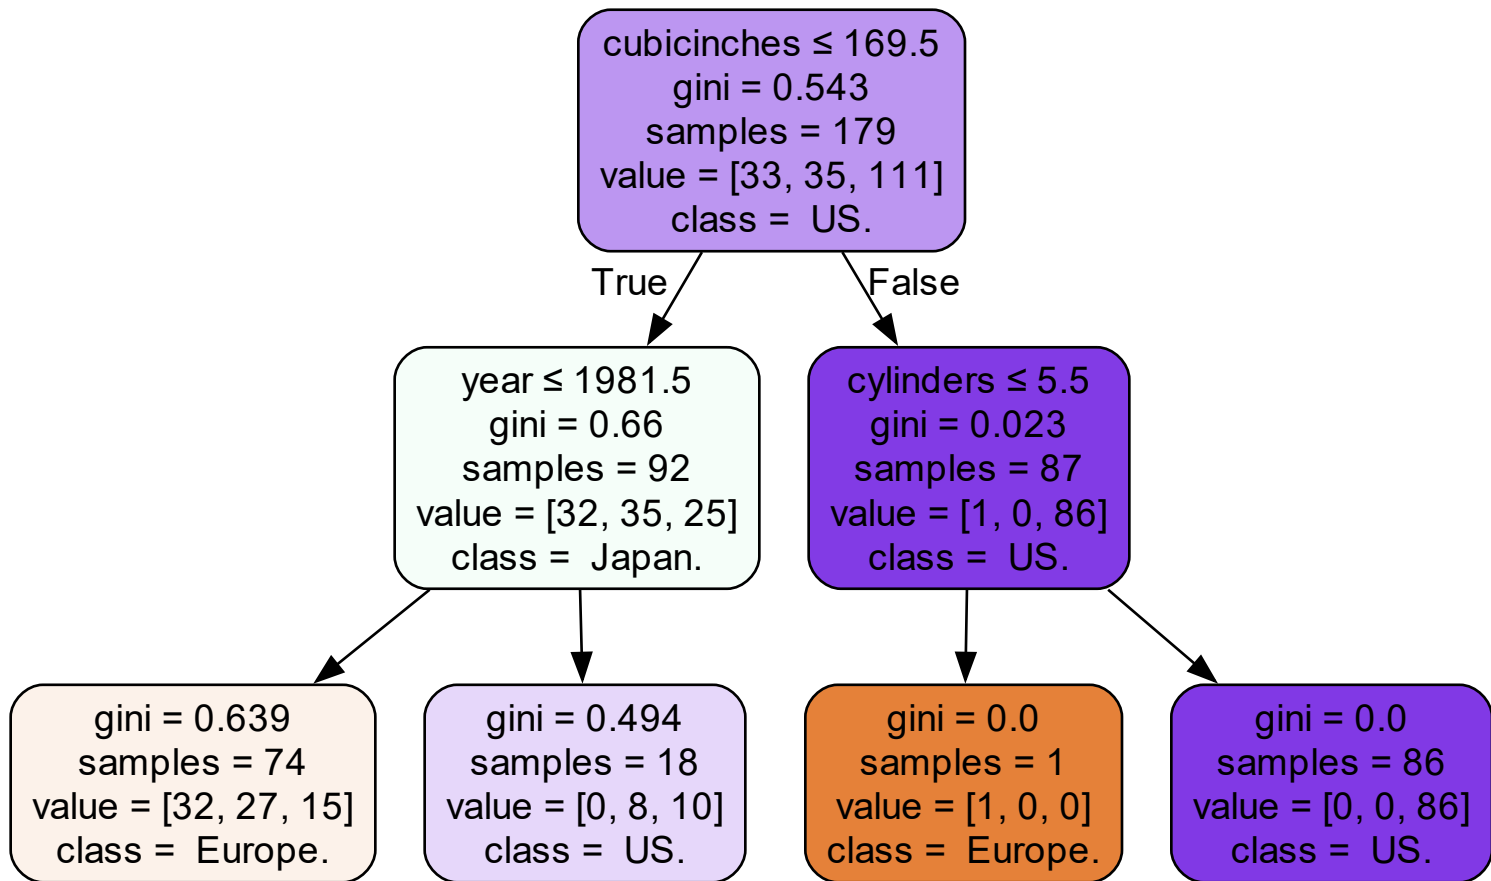 cubicinches ≤ 169.5
gini = 0.543
samples = 179
value = [33, 35, 111]
class =  US.
True
False
year ≤ 1981.5
gini = 0.66
samples = 92
value = [32, 35, 25]
class =  Japan.
cylinders ≤ 5.5
gini = 0.023
samples = 87
value = [1, 0, 86]
class =  US.
gini = 0.639
samples = 74
value = [32, 27, 15]
class =  Europe.
gini = 0.494
samples = 18
value = [0, 8, 10]
class =  US.
gini = 0.0
samples = 1
value = [1, 0, 0]
class =  Europe.
gini = 0.0
samples = 86
value = [0, 0, 86]
class =  US.